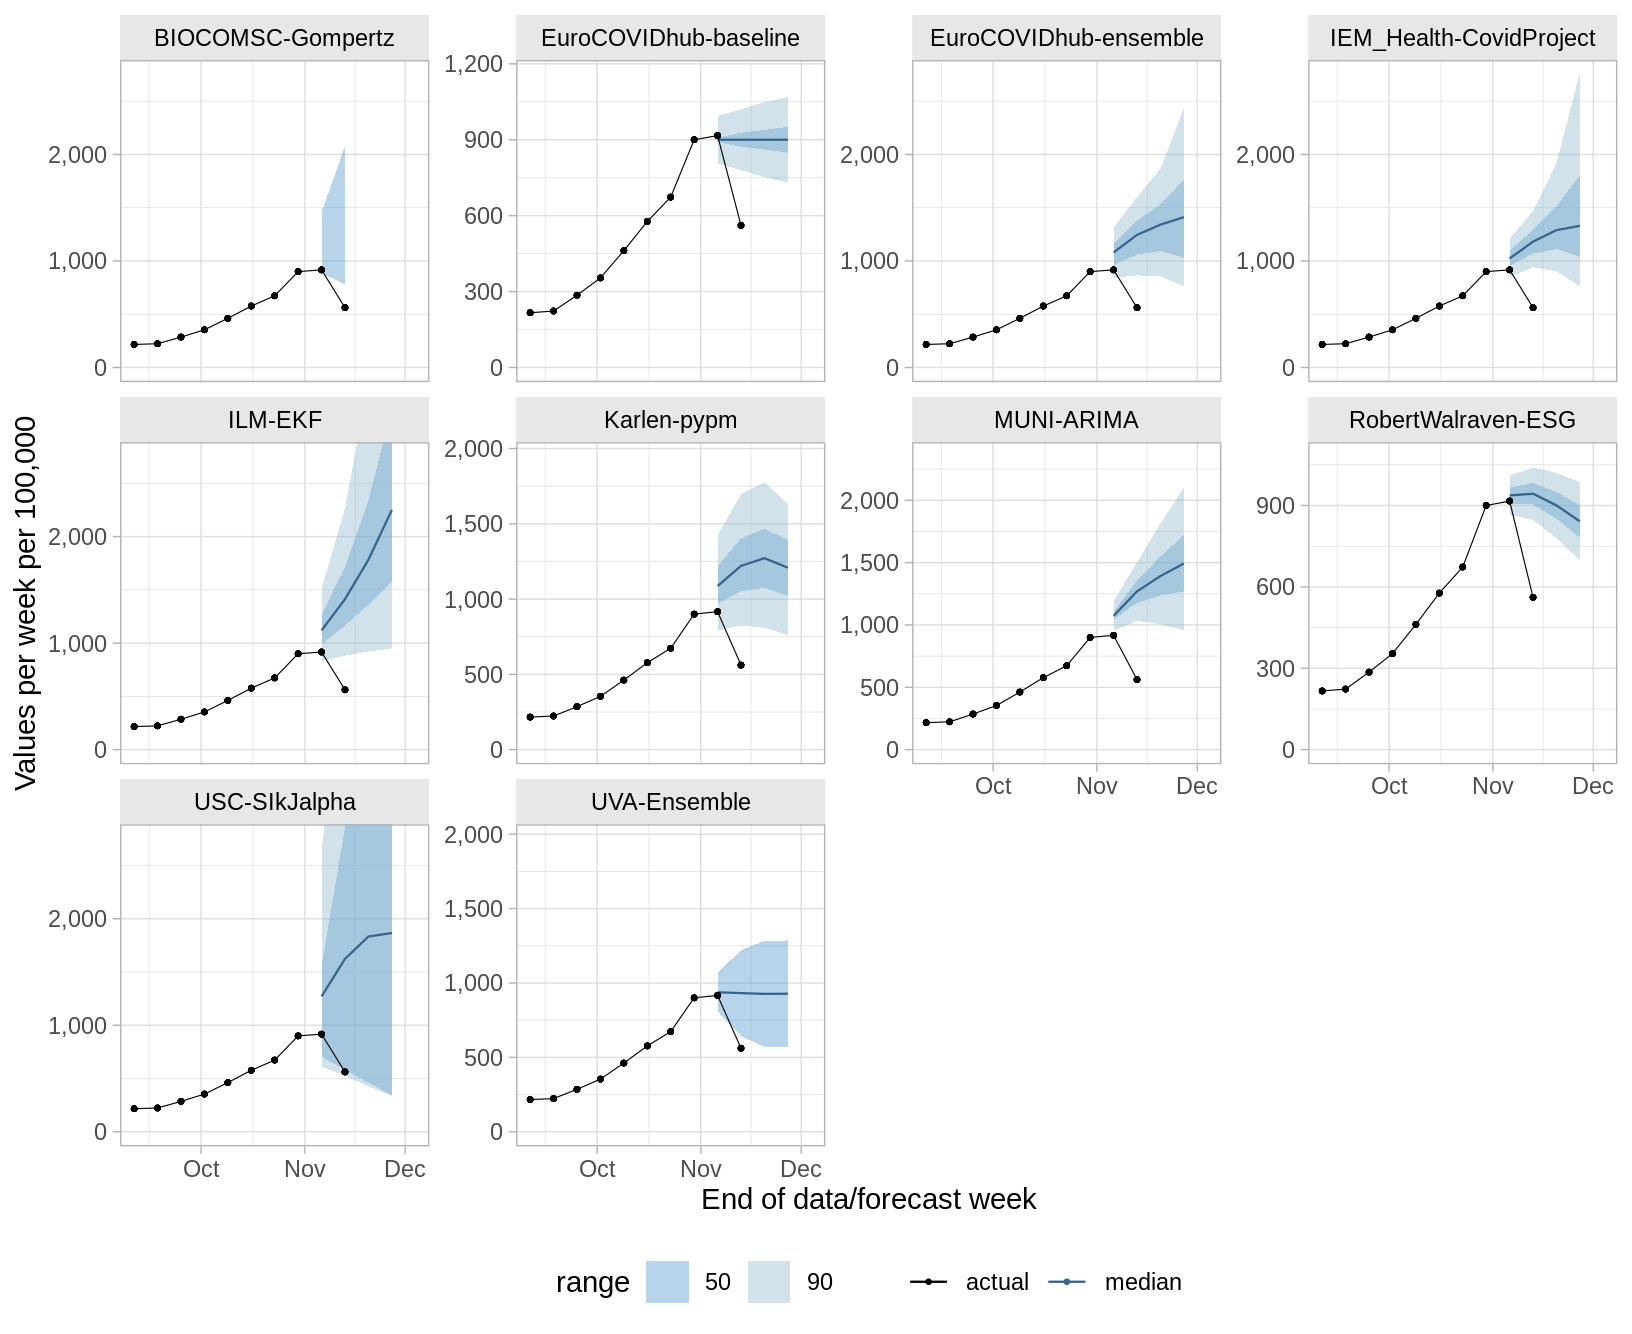 BIOCOMSC-Gompertz
EuroCOVIDhub-baseline
EuroCOVIDhub-ensemble
IEM_Health-CovidProject
2,000
1,000
0
1,200
900
600
300
0
2,000
1,000
0
2,000
1,000
0
ILM-EKF
Karlen-pypm
MUNI-ARIMA
RobertWalraven-ESG
2,000
1,000
0
2,000
1,500
1,000
500
0
2,000
1,500
1,000
500
0
900
600
300
0
Oct Nov Dec
Oct Nov Dec
USC-SIkJalpha
UVA-Ensemble
2,000
1,000
0
2,000
1,500
1,000
500
0
Oct Nov Dec
Oct Nov Dec
Values per week per 100,000
End of data/forecast week
range 50 90 actual median